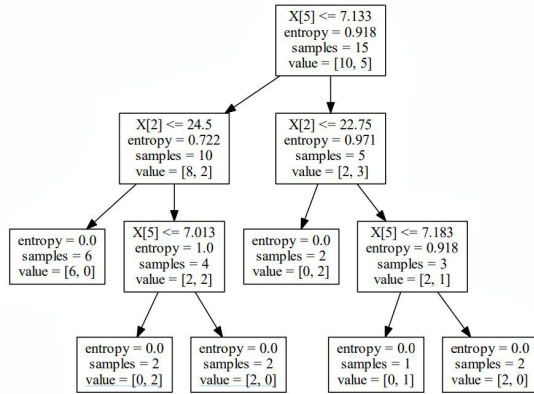 X[5] <= 7.133
entropy = 0.918
samples = 15
value = [10, 5]
X[2] <= 24.5
entropy = 0.722
samples = 10
value = [8, 2]
X[2] <= 22.75
entropy = 0.971
samples = 5
value = [2, 3]
entropy = 0.0
samples = 6
value = [6, 0]
X[5] <= 7.013
entropy = 1.0
samples = 4
value = [2, 2]
entropy = 0.0
samples = 2
value = [0, 2]
X[5] <= 7.183
entropy = 0.918
samples = 3
value = [2, 1]
entropy = 0.0
samples = 2
value = [0, 2]
entropy = 0.0
samples = 2
value = [2, 0]
entropy = 0.0
samples = 1
value = [0, 1]
entropy = 0.0
samples = 2
value = [2, 0]